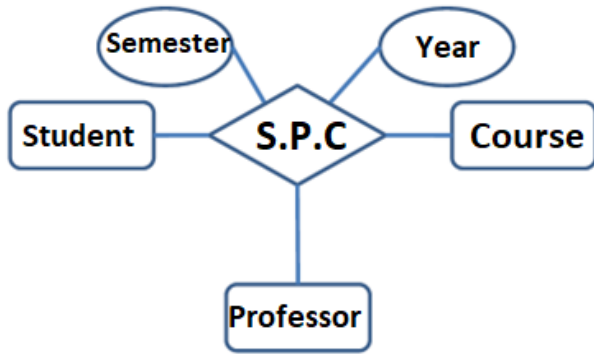 Semester
Year
Student
S.P.C
Course
Professor